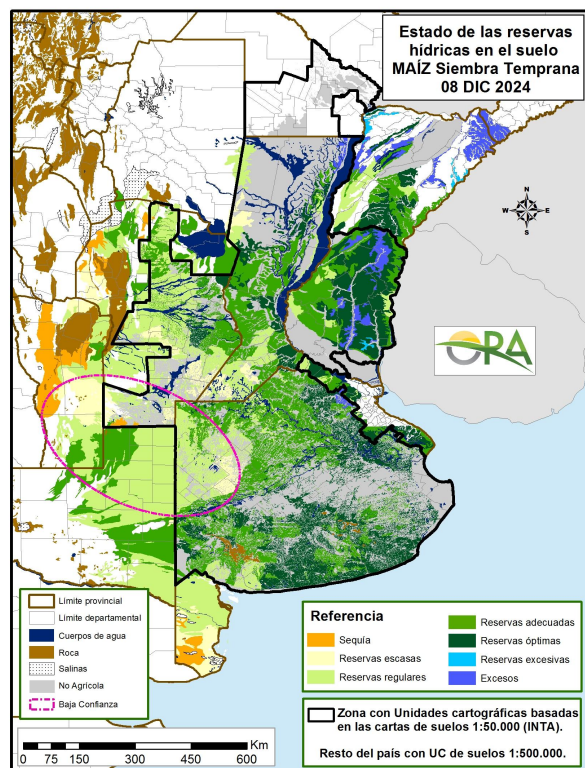 Estado de las reservas
hídricas en el suelo
MAÍZ Siembra Temprana
08 DIC 2024
N
W E
S
ORA
Limite provincial
Limite departamental
Cuerpos de agua
Roca
Salinas
No Agrícola
Baja Confianza
Referencia
Sequía
Reservas escasas
Reservas regulares
Reservas adecuadas
Reservas óptimas
Reservas excesivas
Excesos
Zona con Unidades cartográficas basadas
en las cartas de suelos 1:50.000 (INTA).
Resto del país con UC de suelos 1:500.000.
Km
0 75 150 300 450 600